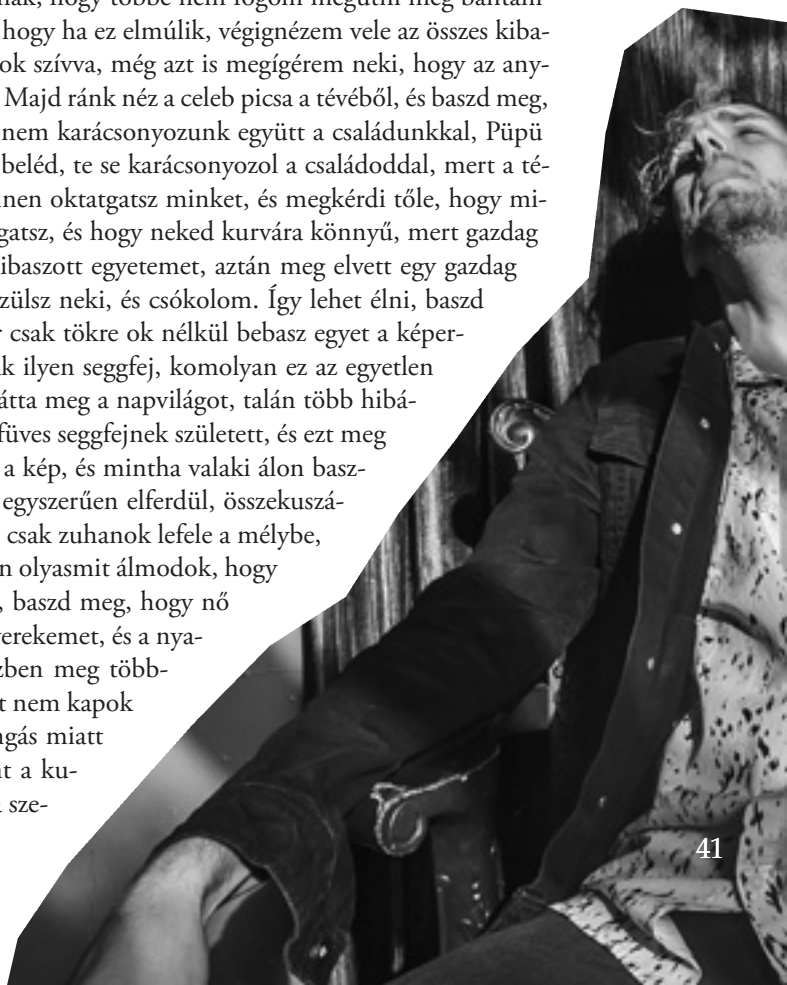 nak, hogy többé nem fogom megütni meg bántani
hogy ha ez elmúlik, végignézem vele az összes kiba-
ok szívva, még azt is megígérem neki, hogy az any-
Majd ránk néz a celeb picsa a tévéből, és baszd meg,
nem karácsonyozunk együtt a családunkkal, Püpü
beléd, te se karácsonyozol a családoddal, mert a té-
nnen oktatgatsz minket, és megkérdi tőle, hogy mi-
gatsz, és hogy neked kurvára könnyű, mert gazdag
ibaszott egyetemet, aztán meg elvett egy gazdag
zülsz neki, és csókolom. Így lehet élni, baszd
csak tökre ok nélkül bebasz egyet a képer-
k ilyen seggfej, komolyan ez az egyetlen
átta meg a napvilágot, talán több hibá-
füves seggfejnek született, és ezt meg
a kép, és mintha valaki álon basz-
egyszerűen elferdül, összekuszá-
csak zuhanok lefele a mélybe,
n olyasmit álmodok, hogy
, baszd meg, hogy nő
erekemet, és a nya-
zben meg több-
t nem kapok
ngás miatt
nt a ku-
a sze-
41